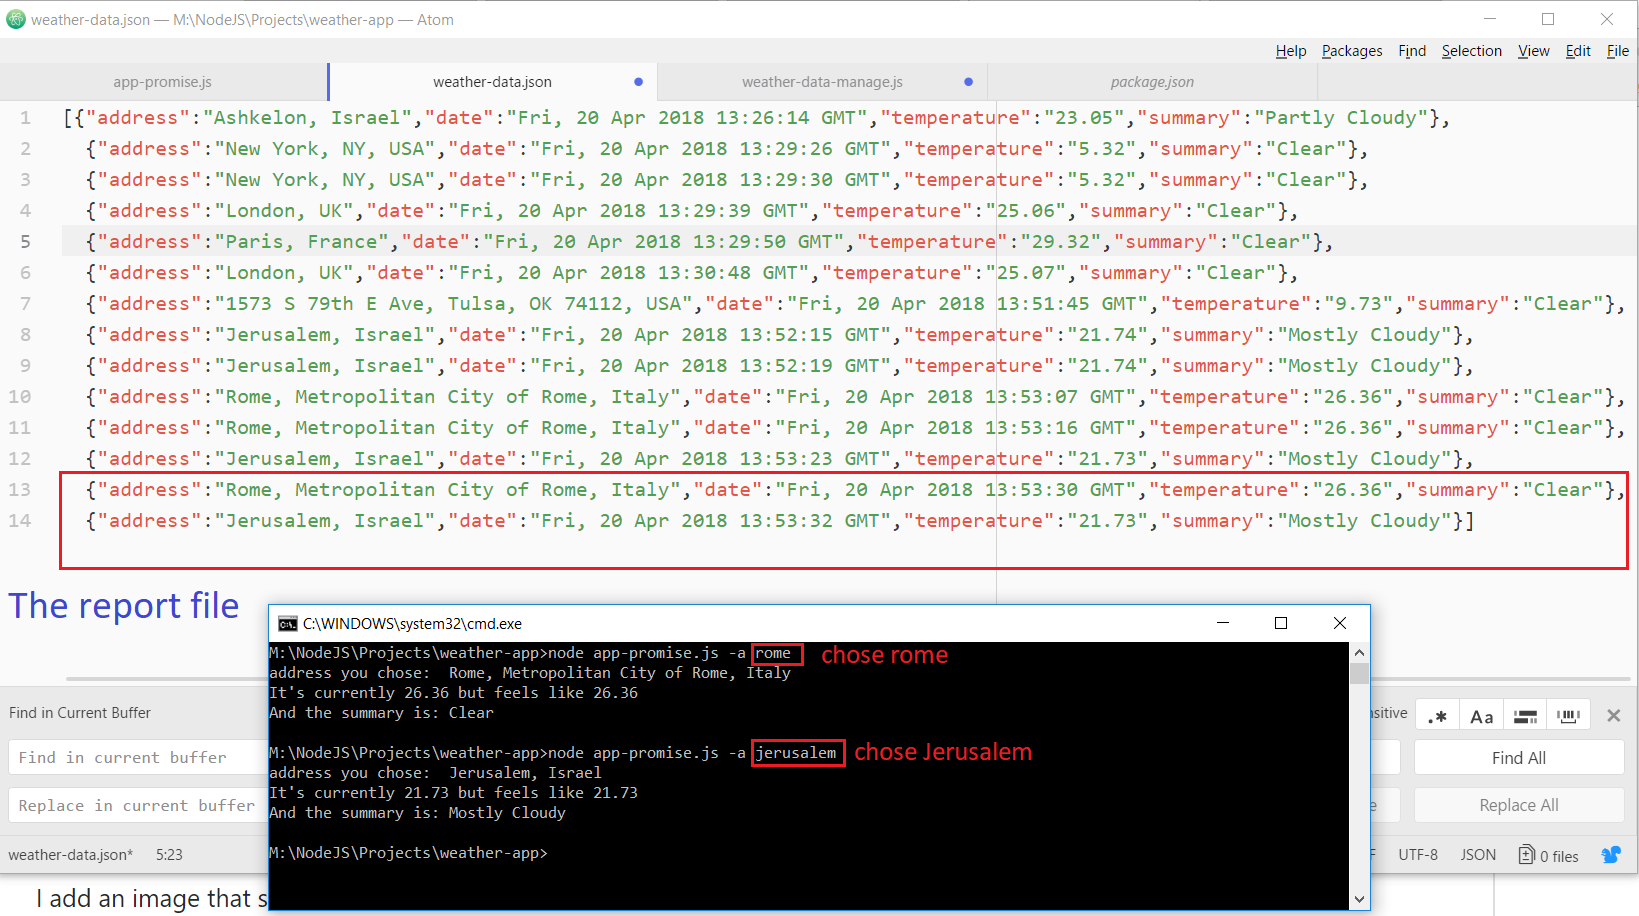 weather-data.json — M:\NodeJS\Projects\weather-app — Atom
Help Packages Find Selection View Edit File
app-promise.js weather-data.json weather-data-manage.js package.json
1 [{"address":"Ashkelon, Israel","date":"Fri, 20 Apr 2018 13:26:14 GMT","temperature":"23.05","summary":"Partly Cloudy"},
2 {"address":"New York, NY, USA","date":"Fri, 20 Apr 2018 13:29:26 GMT","temperature":"5.32","summary":"Clear"},
3 {"address":"New York, NY, USA","date":"Fri, 20 Apr 2018 13:29:30 GMT","temperature":"5.32","summary":"Clear"},
4 {"address":"London, UK","date":"Fri, 20 Apr 2018 13:29:39 GMT","temperature":"25.06","summary":"Clear"},
5 {"address":"Paris, France","date":"Fri, 20 Apr 2018 13:29:50 GMT","temperature":"29.32","summary":"Clear"},
6 {"address":"London, UK","date":"Fri, 20 Apr 2018 13:30:48 GMT","temperature":"25.07","summary":"Clear"},
7 {"address":"1573 S 79th E Ave, Tulsa, OK 74112, USA","date":"Fri, 20 Apr 2018 13:51:45 GMT","temperature":"9.73","summary":"Clear"},
8 {"address":"Jerusalem, Israel","date":"Fri, 20 Apr 2018 13:52:15 GMT","temperature":"21.74","summary":"Mostly Cloudy"},
9 {"address":"Jerusalem, Israel","date":"Fri, 20 Apr 2018 13:52:19 GMT","temperature":"21.74","summary":"Mostly Cloudy"},
10 {"address":"Rome, Metropolitan City of Rome, Italy","date":"Fri, 20 Apr 2018 13:53:07 GMT","temperature":"26.36","summary":"Clear"},
11 {"address":"Rome, Metropolitan City of Rome, Italy","date":"Fri, 20 Apr 2018 13:53:16 GMT","temperature":"26.36","summary":"Clear"},
12 {"address":"Jerusalem, Israel","date":"Fri, 20 Apr 2018 13:53:23 GMT","temperature":"21.73","summary":"Mostly Cloudy"},
13 {"address":"Rome, Metropolitan City of Rome, Italy","date":"Fri, 20 Apr 2018 13:53:30 GMT","temperature":"26.36","summary":"Clear"},
14 {"address":"Jerusalem, Israel","date":"Fri, 20 Apr 2018 13:53:32 GMT","temperature":"21.73","summary":"Mostly Cloudy"}]
The report file
C:\WINDOWS\system32\cmd.exe
M:\NodeJS\Projects\weather-app>node app-promise.js -a rome chose rome
address you chose:  Rome, Metropolitan City of Rome, Italy
It's currently 26.36 but feels like 26.36
And the summary is: Clear
M:\NodeJS\Projects\weather-app>node app-promise.js -a jerusalem chose Jerusalem
address you chose:  Jerusalem, Israel
It's currently 21.73 but feels like 21.73
And the summary is: Mostly Cloudy
M:\NodeJS\Projects\weather-app>
Find in Current Buffer
.* Aa
Find in current buffer
Find All
Replace in current buffer
Replace All
weather-data.json* 5:23
UTF-8 JSON 0 files
I add an image that